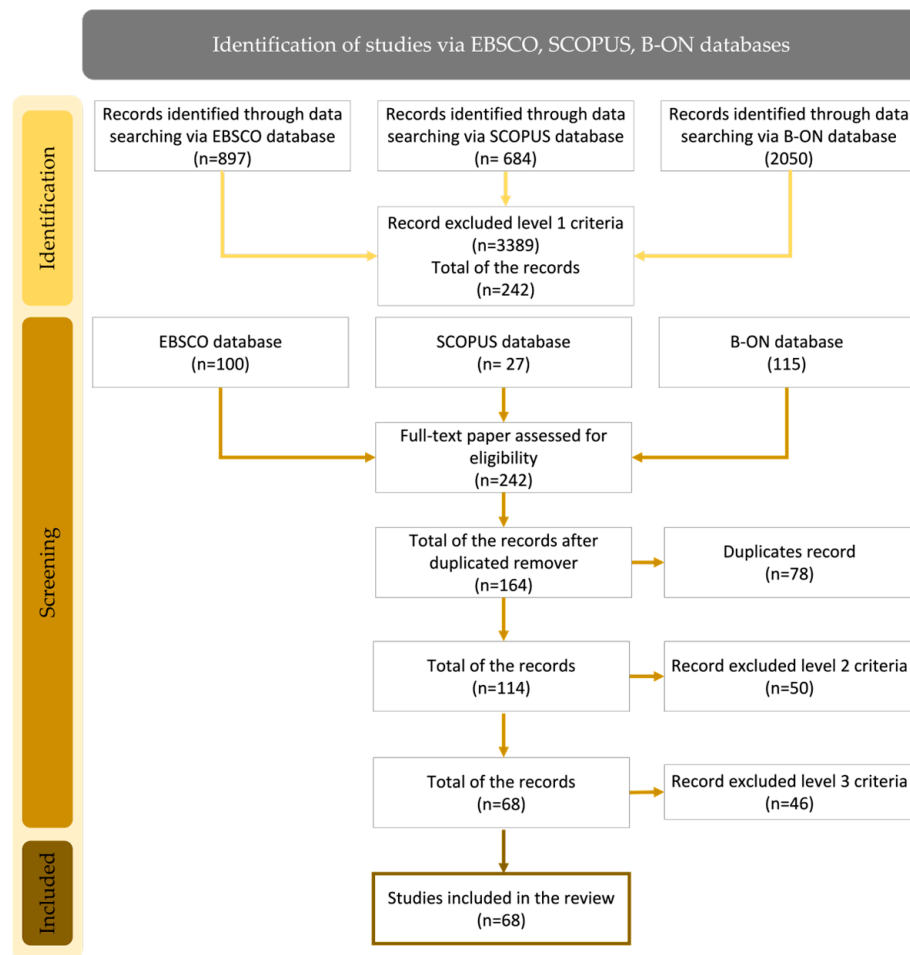 Identification of studies via EBSCO, SCOPUS, B-ON databases
Identification
Records identified through data
searching via EBSCO database
(n=897)
Records identified through data
searching via SCOPUS database
(n= 684)
Records identified through data
searching via B-ON database
(2050)
Record excluded level 1 criteria
(n=3389)
Total of the records
(n=242)
Screening
EBSCO database
(n=100)
SCOPUS database
(n= 27)
B-ON database
(115)
Full-text paper assessed for
eligibility
(n=242)
Total of the records after
duplicated remover
(n=164)
Duplicates record
(n=78)
Total of the records
(n=114)
Record excluded level 2 criteria
(n=50)
Total of the records
(n=68)
Record excluded level 3 criteria
(n=46)
Included
Studies included in the review
(n=68)